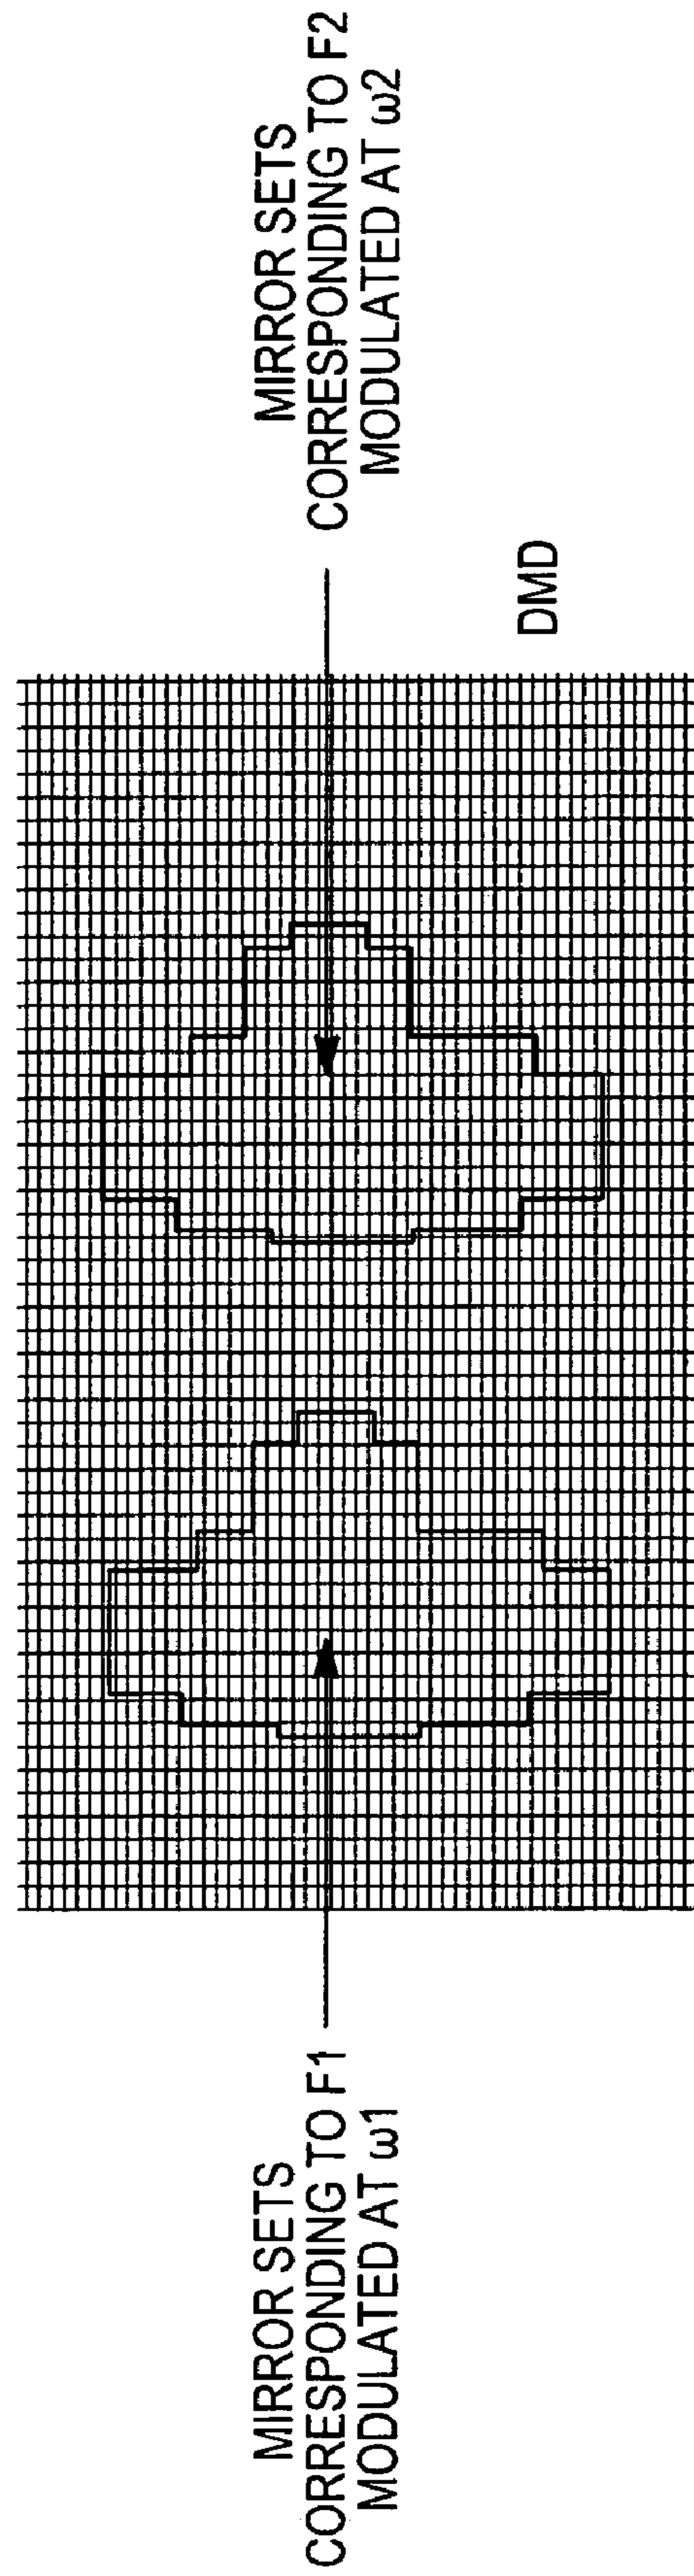 MIRROR SETS
CORRESPONDING TO F1
MODULATED AT ω1
MIRROR SETS
CORRESPONDING TO F2
MODULATED AT ω2
DMD